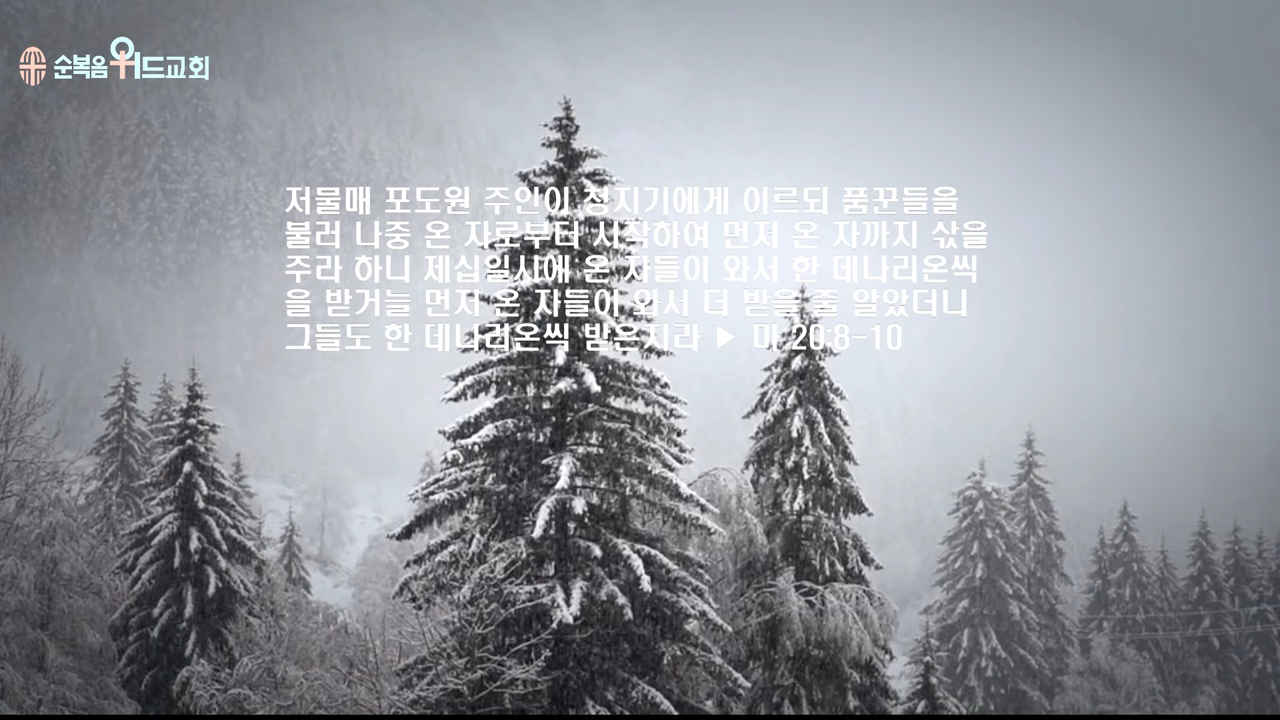 순복음위드교회
저물매 포도원 주인이 청지기에게 이르되 품꾼들을
불러 나중 온 자로부터 시작하여 먼저 온 자까지 삯을
주라 하니 제십일시에 온 자들이 와서 한 데나리온씩
을 받거늘 먼저 온 자들이 와서 더 받을 줄 알았더니
그들도 한 데나리온씩 받은지라 ▶ 마 20:8-10